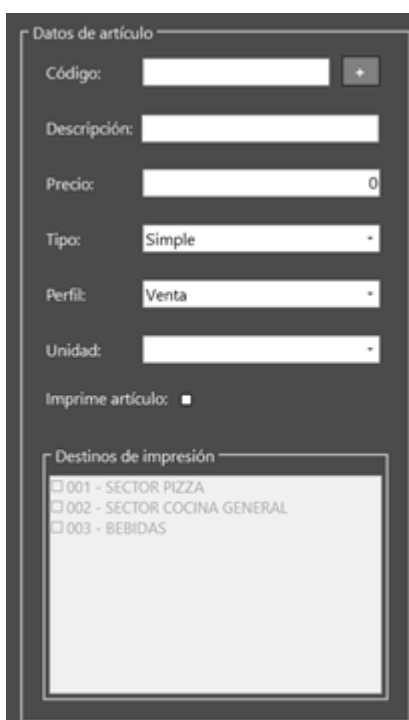 Datos de artículo
Código: +
Descripción:
Precio: 0
Tipo: Simple
Perfil: Venta
Unidad:
Imprime artículo:
Destinos de impresión
001 - SECTOR PIZZA
002 - SECTOR COCINA GENERAL
003 - BEBIDAS